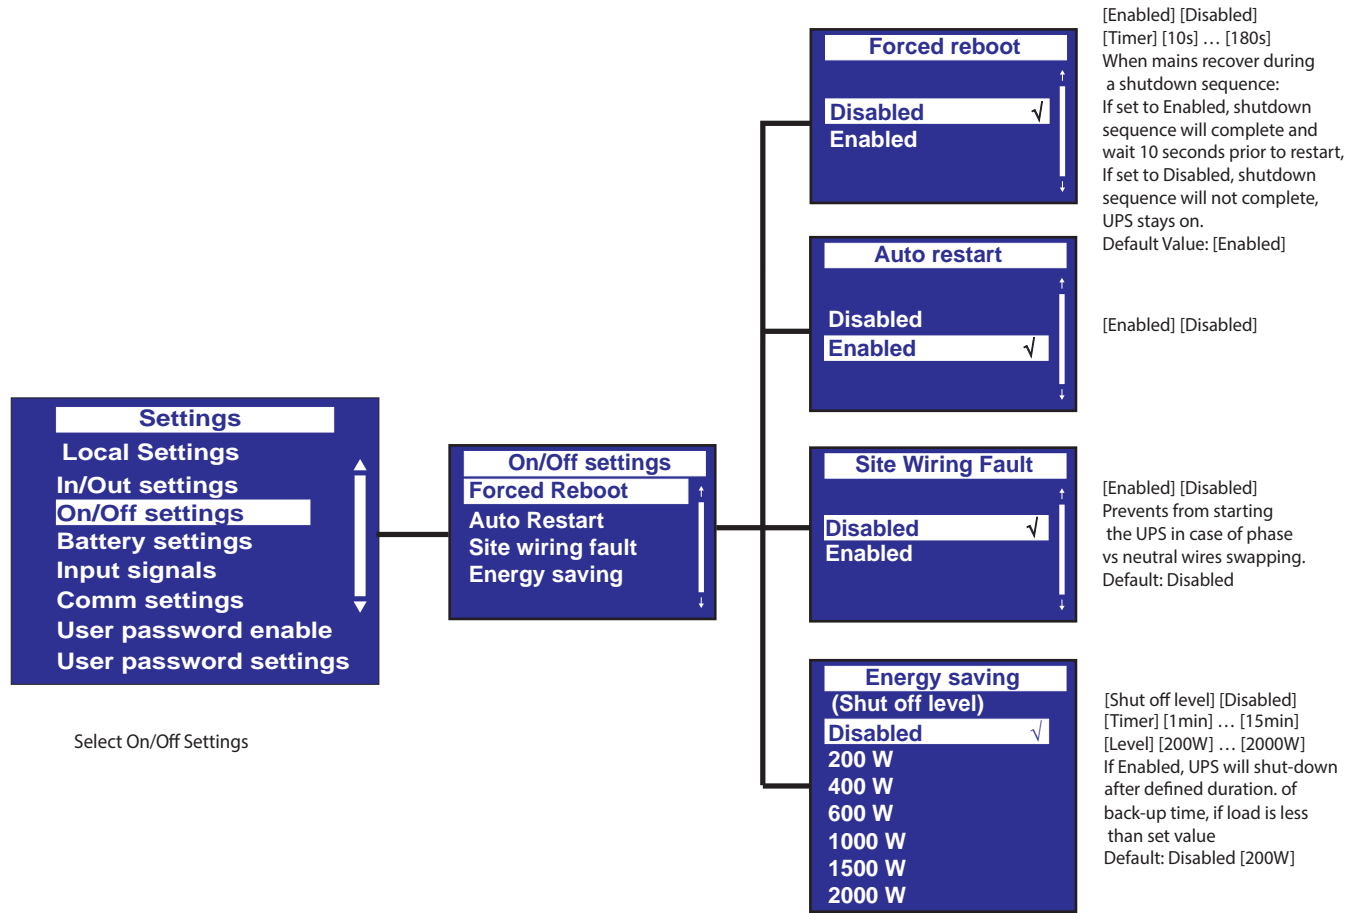 Settings
Local Settings
In/Out settings
On/Off settings
Battery settings
Input signals
Comm settings
User password enable
User password settings
Select On/Off Settings
On/Off settings
Forced Reboot
Auto Restart
Site wiring fault
Energy saving
Forced reboot
Disabled √
Enabled
[Enabled] [Disabled]
[Timer] [10s] … [180s]
When mains recover during
a shutdown sequence:
If set to Enabled, shutdown
sequence will complete and
wait 10 seconds prior to restart,
If set to Disabled, shutdown
sequence will not complete,
UPS stays on.
Default Value: [Enabled]
Auto restart
Disabled
Enabled √
[Enabled] [Disabled]
Site Wiring Fault
Disabled √
Enabled
[Enabled] [Disabled]
Prevents from starting
the UPS in case of phase
vs neutral wires swapping.
Default: Disabled
Energy saving
(Shut off level)
Disabled √
200 W
400 W
600 W
1000 W
1500 W
2000 W
[Shut off level] [Disabled]
[Timer] [1min] … [15min]
[Level] [200W] … [2000W]
If Enabled, UPS will shut-down
after defined duration. of
back-up time, if load is less
than set value
Default: Disabled [200W]